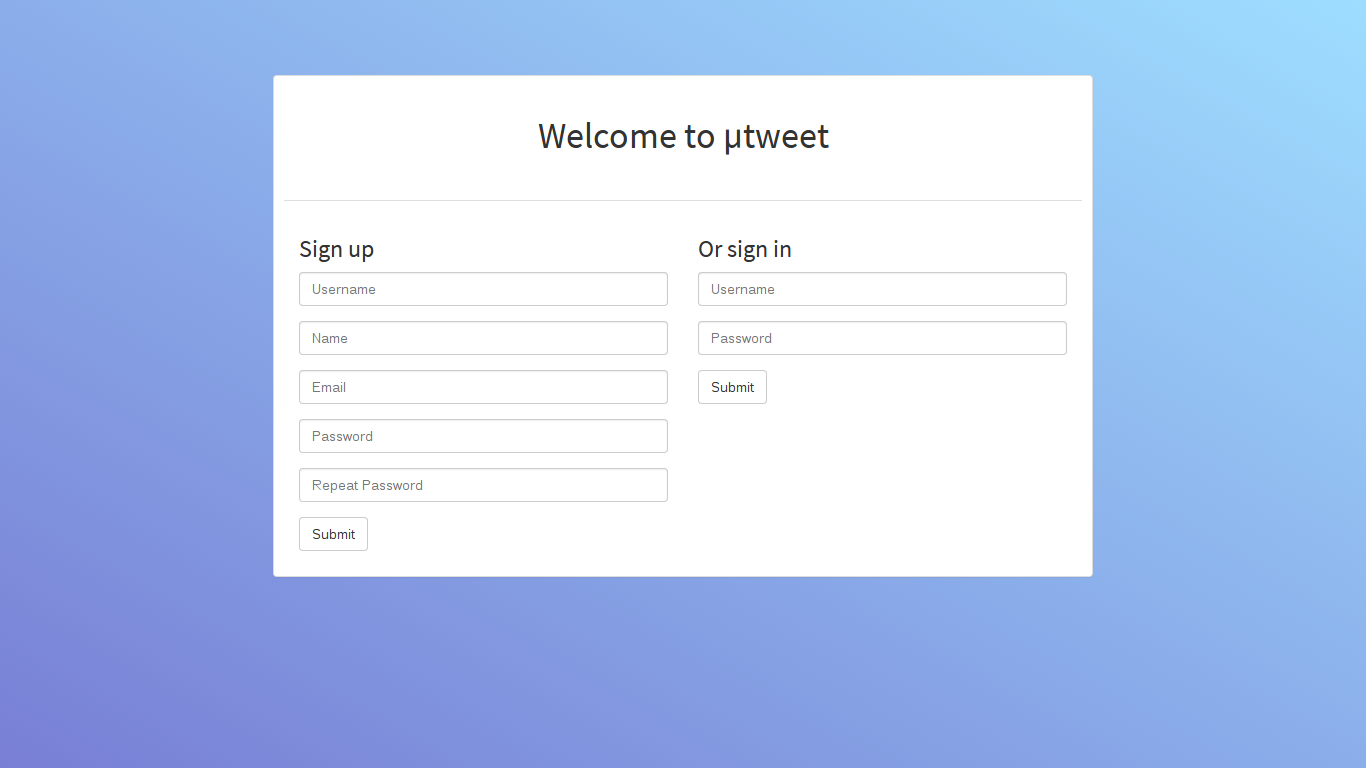 Welcome to µtweet
Sign up
Username
Name
Email
Password
Repeat Password
Submit
Or sign in
Username
Password
Submit